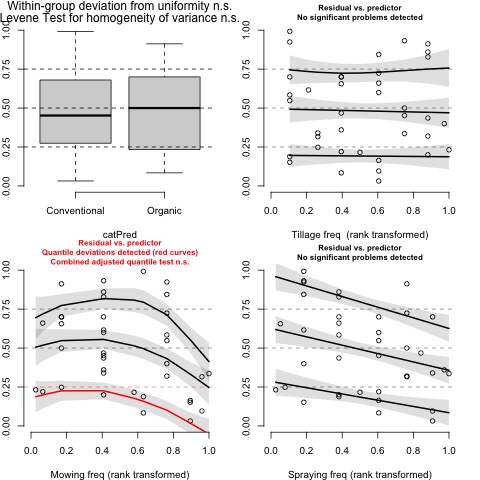 Within-group deviation from uniformity n.s.
Levene Test for homogeneity of variance n.s.
0.00 0.25 0.50 0.75 1.00
Conventional Organic
catPred
Residual vs. predictor
No significant problems detected
0.00 0.25 0.50 0.75 1.00
0.0 0.2 0.4 0.6 0.8 1.0
Tillage freq (rank transformed)
Residual vs. predictor
Quantile deviations detected (red curves)
Combined adjusted quantile test n.s.
0.00 0.25 0.50 0.75 1.00
0.0 0.2 0.4 0.6 0.8 1.0
Mowing freq (rank transformed)
Residual vs. predictor
No significant problems detected
0.00 0.25 0.50 0.75 1.00
0.0 0.2 0.4 0.6 0.8 1.0
Spraying freq (rank transformed)